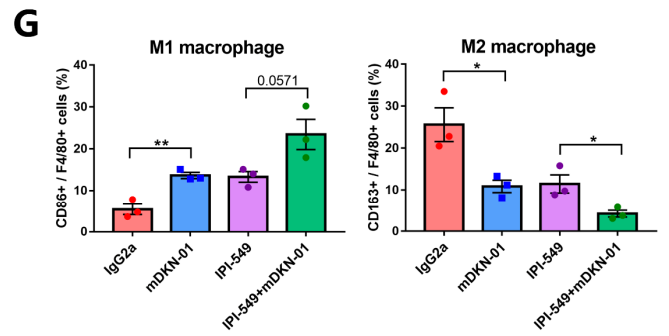 G
M1 macrophage
CD86+ / F4/80+ cells (%)
40
30
20
10
0
**
0.0571
IgG2a
mDKN-01
IPI-549
IPI-549+mDKN-01
M2 macrophage
CD163+ / F4/80+ cells (%)
40
30
20
10
0
*
*
IgG2a
mDKN-01
IPI-549
IPI-549+mDKN-01